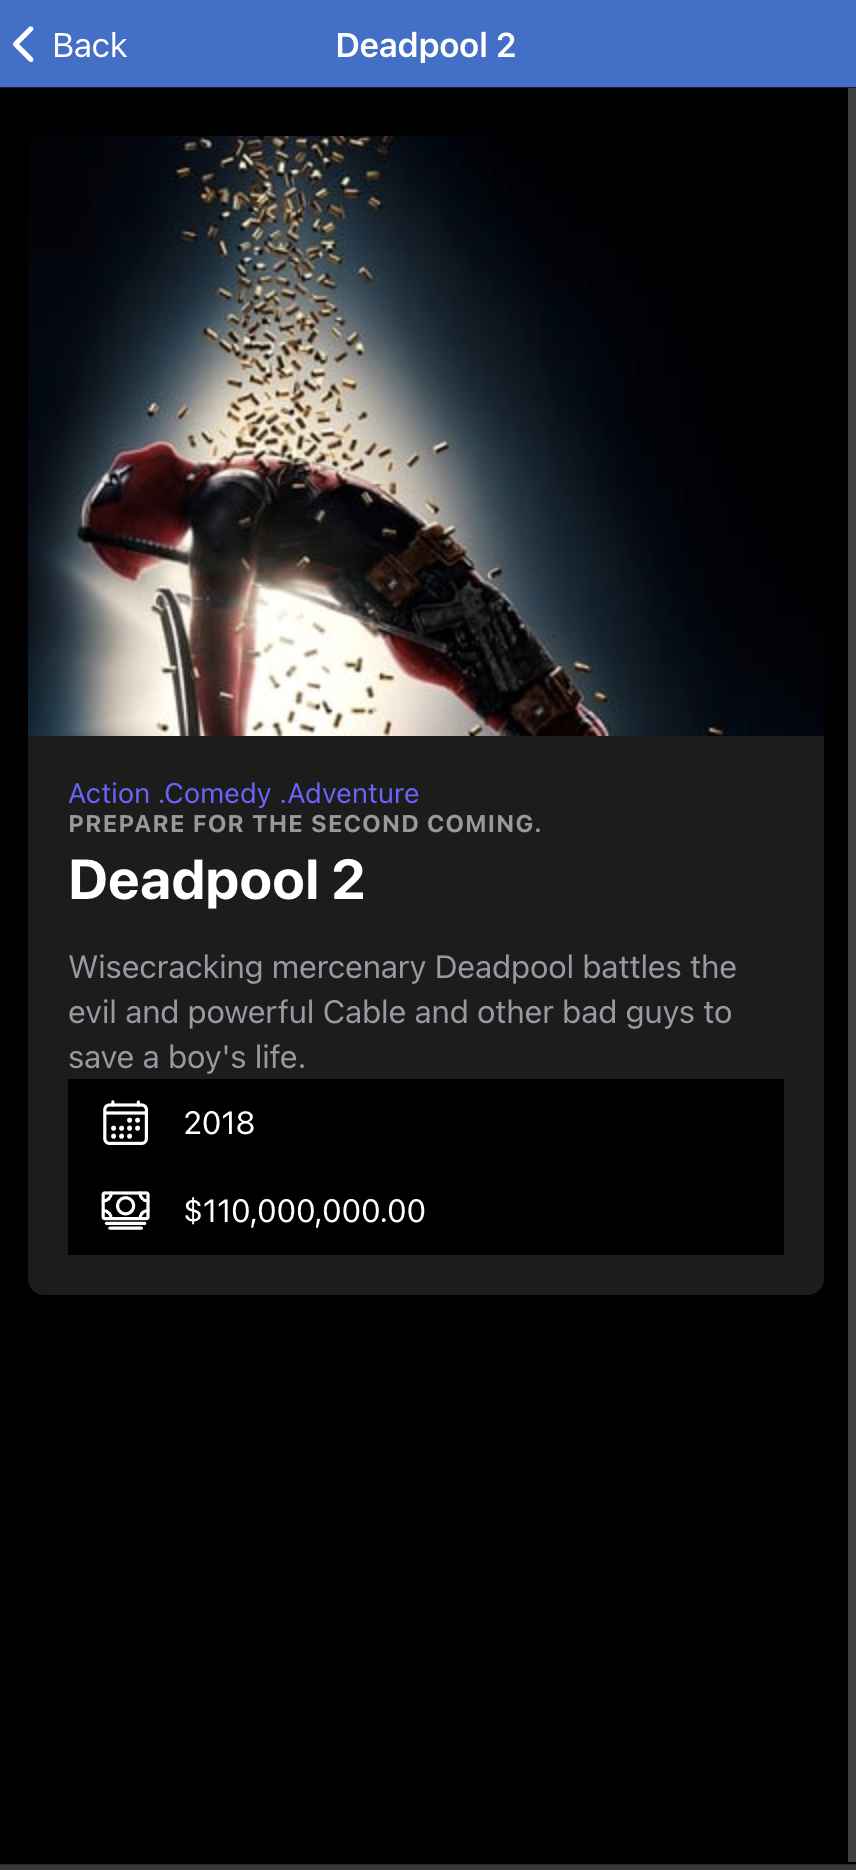 Back
Deadpool 2
Action .Comedy .Adventure
PREPARE FOR THE SECOND COMING.
Deadpool 2
Wisecracking mercenary Deadpool battles the
evil and powerful Cable and other bad guys to
save a boy's life.
2018
$110,000,000.00